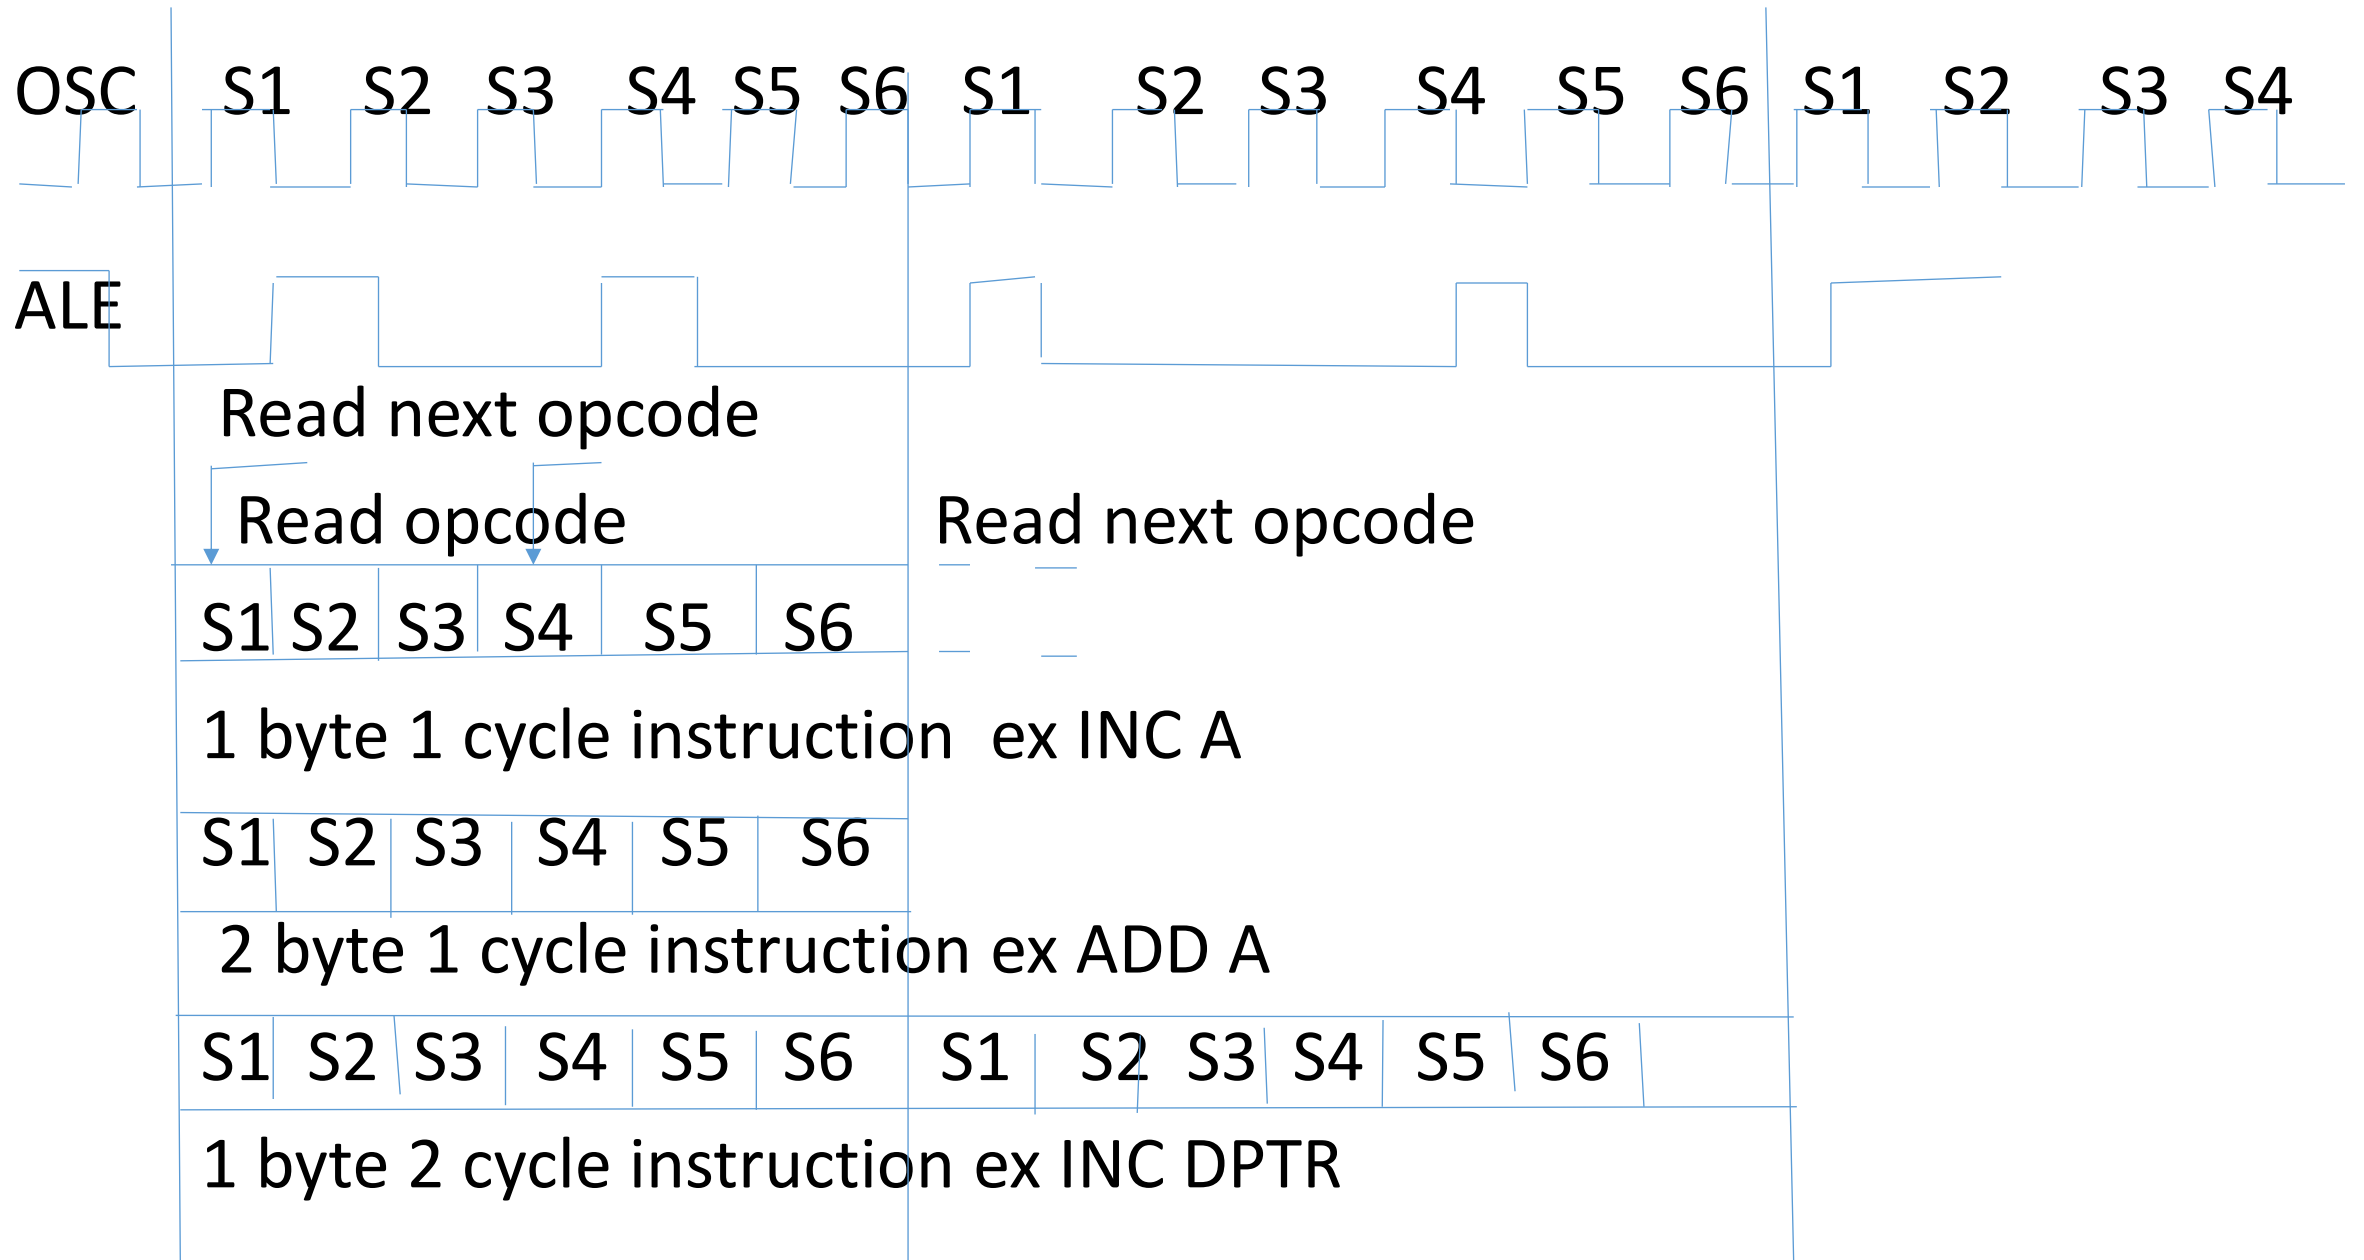 OSC S1 S2 S3 S4 S5 S6 S1 S2 S3 S4 S5 S6 S1 S2 S3 S4
ALE
Read next opcode
Read opcode Read next opcode
S1 S2 S3 S4 S5 S6
1 byte 1 cycle instruction ex INC A
S1 S2 S3 S4 S5 S6
2 byte 1 cycle instruction ex ADD A
S1 S2 S3 S4 S5 S6 S1 S2 S3 S4 S5 S6
1 byte 2 cycle instruction ex INC DPTR